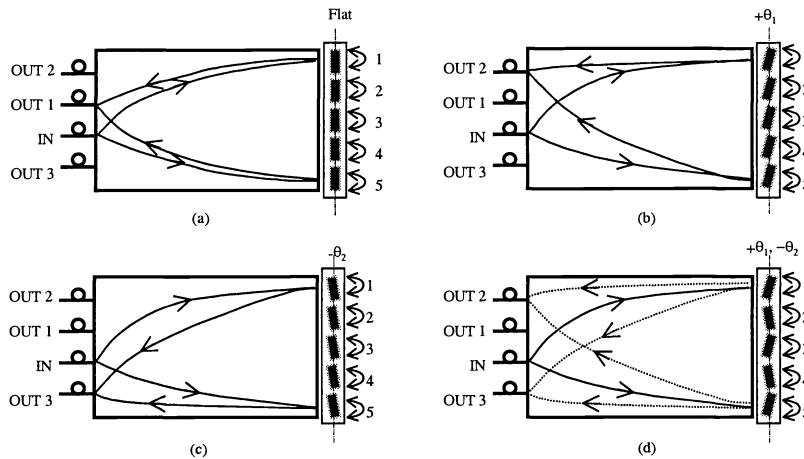 Flat
OUT 2
OUT 1
IN
OUT 3
1
2
3
4
5
(a)
+θ1
OUT 2
OUT 1
IN
OUT 3
(b)
-θ2
OUT 2
OUT 1
IN
OUT 3
1
2
3
4
5
(c)
+θ1, -θ2
OUT 2
OUT 1
IN
OUT 3
(d)